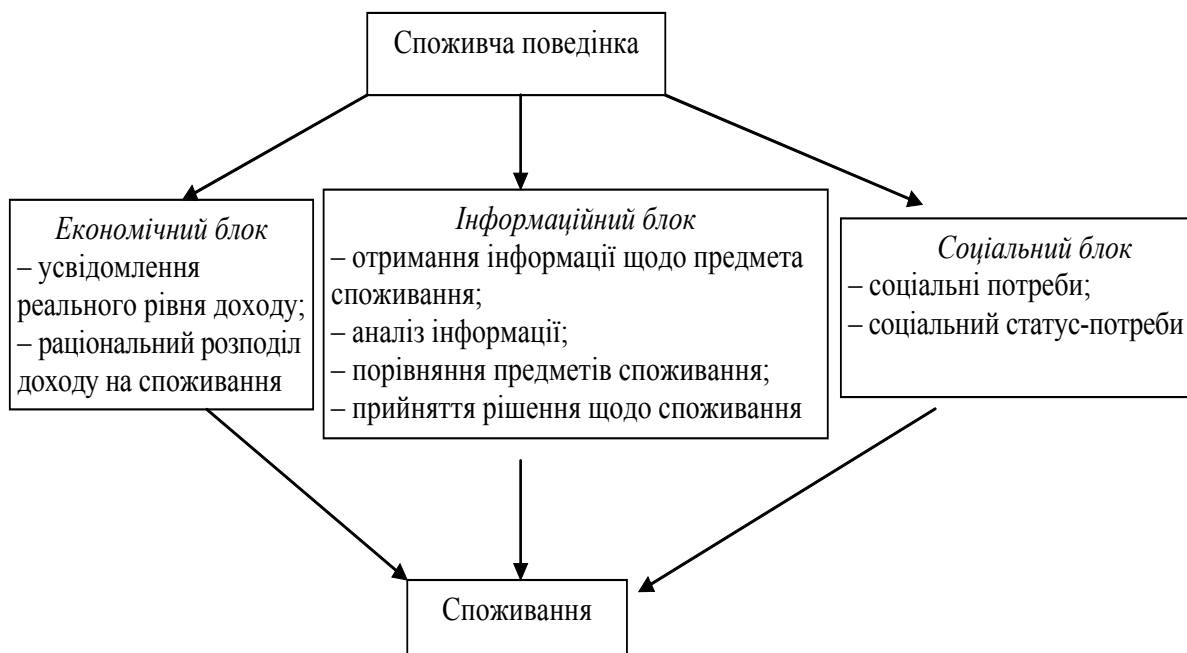 Споживча поведінка
Економічний блок
– усвідомлення
реального рівня доходу;
– раціональний розподіл
доходу на споживання
Інформаційний блок
– отримання інформації щодо предмета
споживання;
– аналіз інформації;
– порівняння предметів споживання;
– прийняття рішення щодо споживання
Соціальний блок
– соціальні потреби;
– соціальний статус-потреби
Споживання